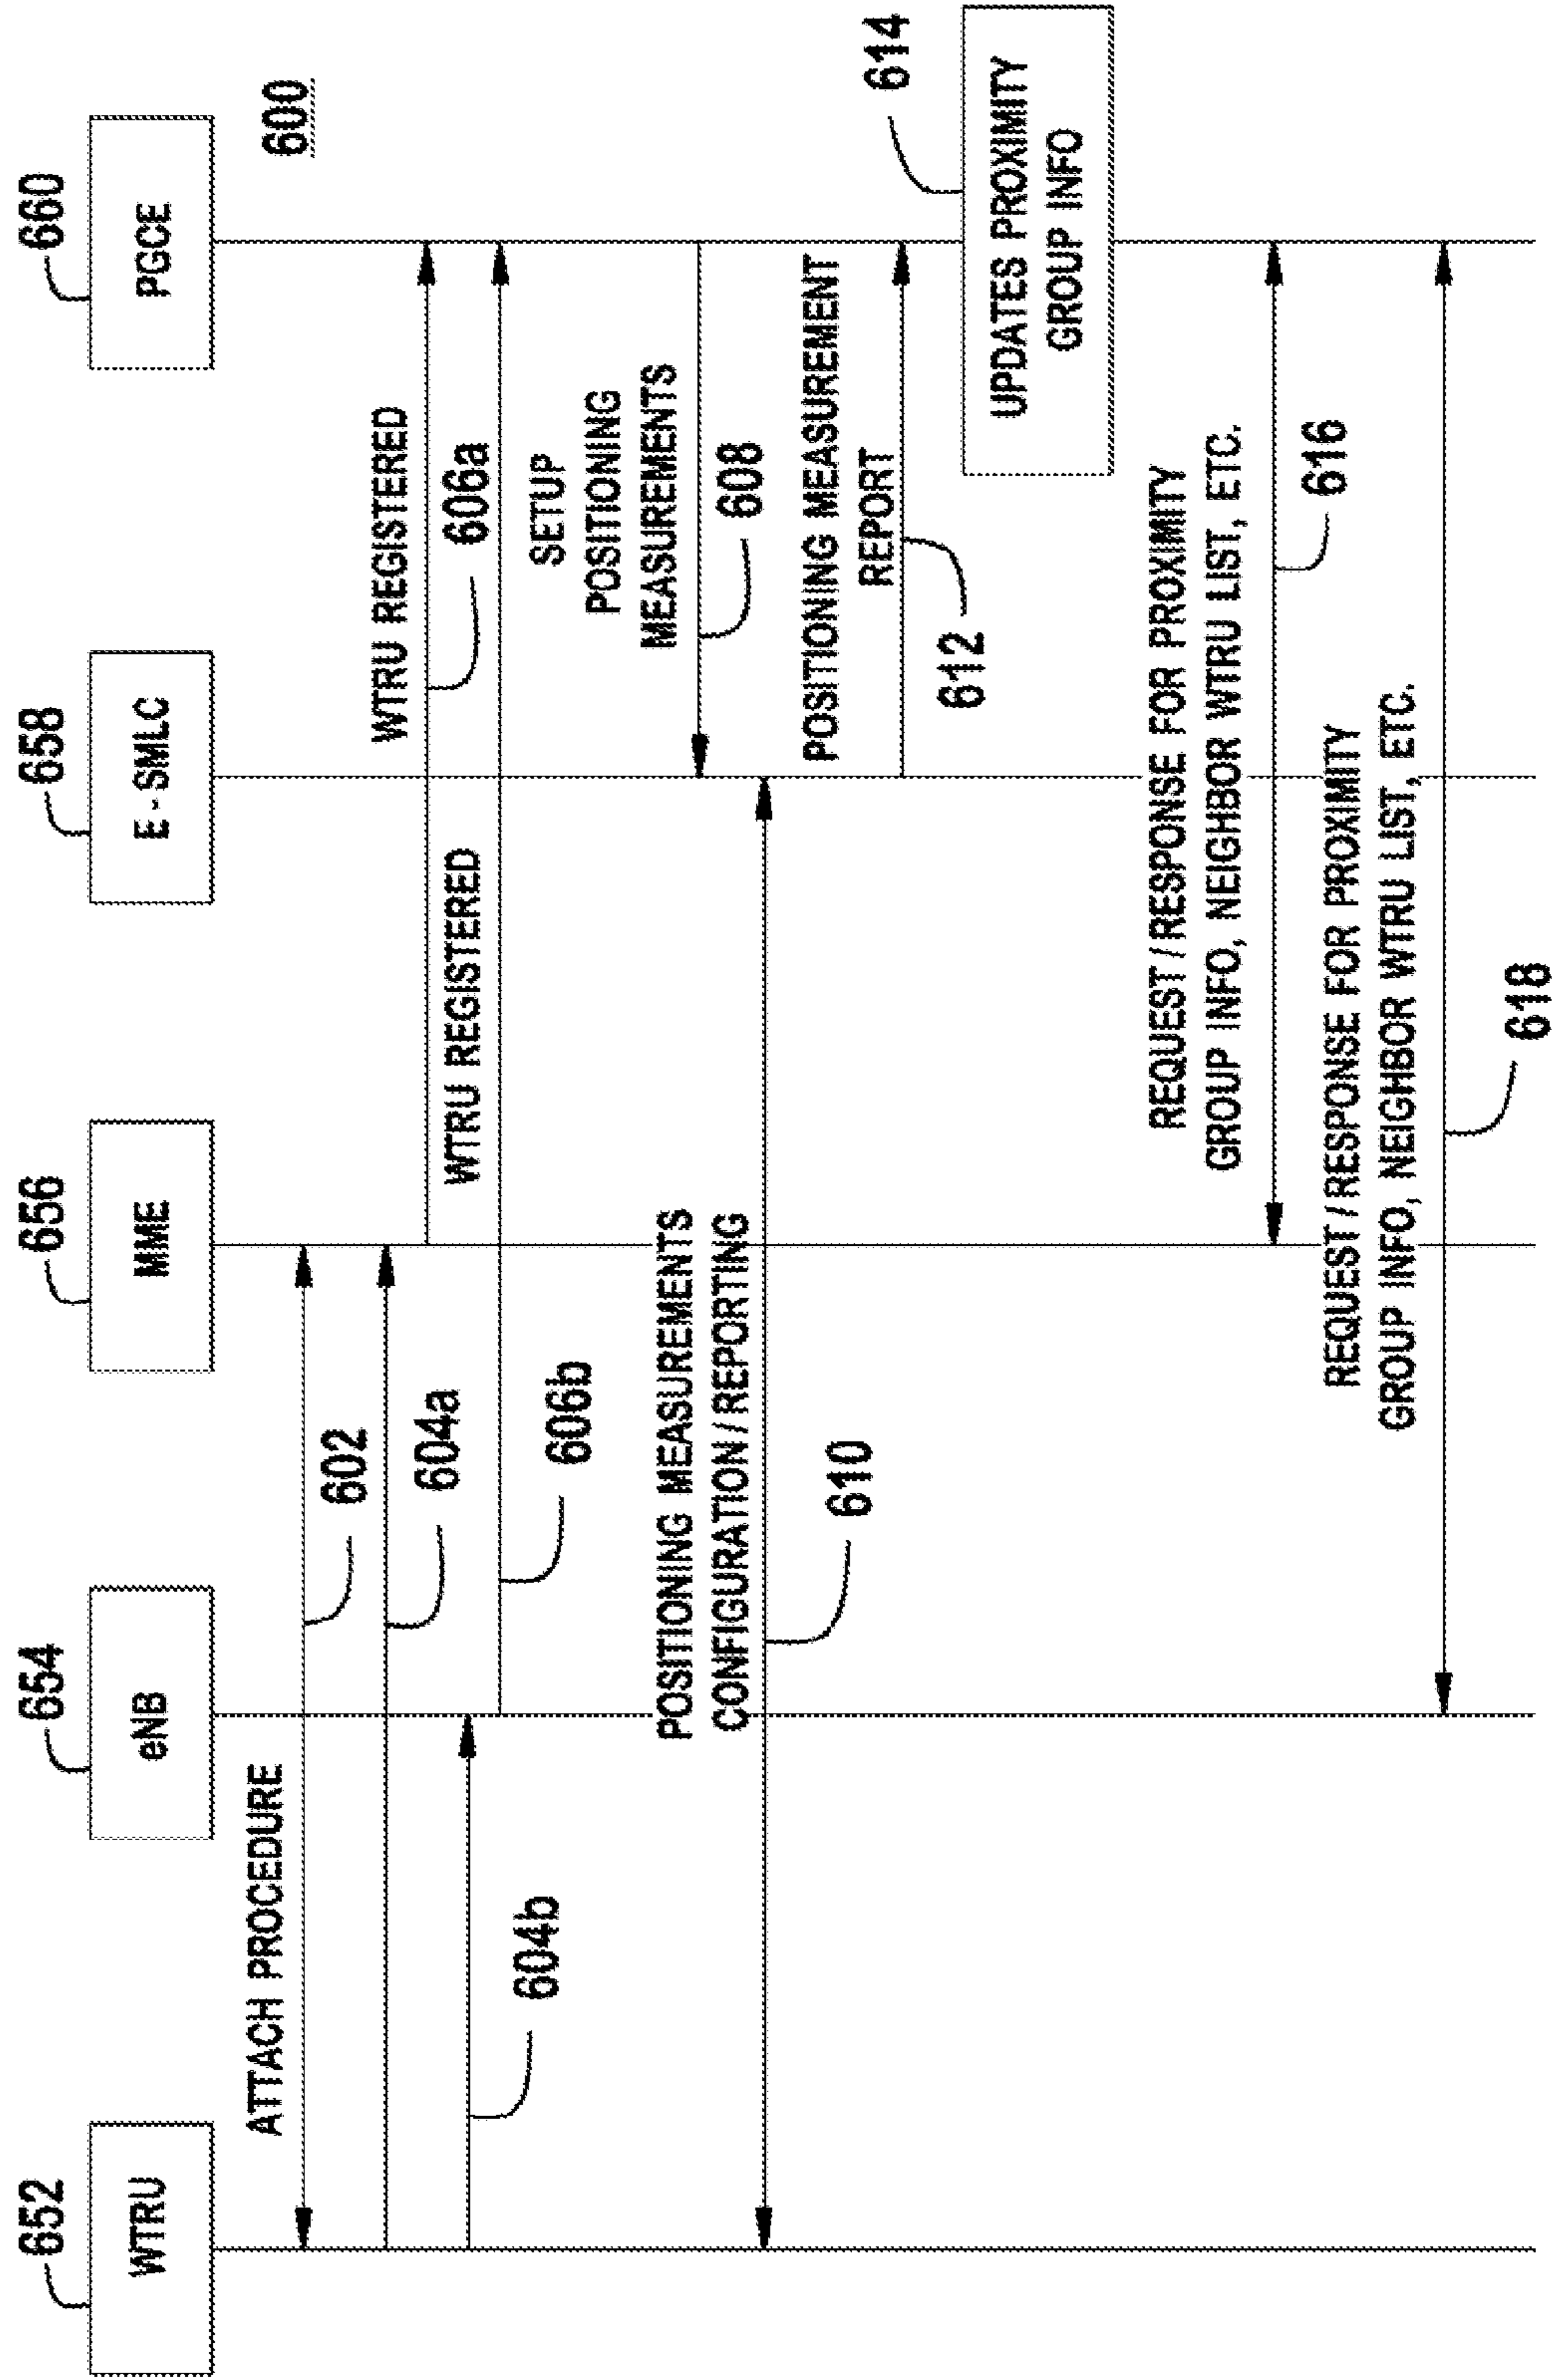 652
654
656
658
660
WTRU
eNB
MME
E-SMLC
PGCE
600
ATTACH PROCEDURE
602
604a
WTRU REGISTERED
606a
604b
WTRU REGISTERED
606b
SETUP
POSITIONING
MEASUREMENTS
608
POSITIONING MEASUREMENTS
CONFIGURATION/REPORTING
610
POSITIONING MEASUREMENT
REPORT
612
614
UPDATES PROXIMITY
GROUP INFO
REQUEST/RESPONSE FOR PROXIMITY
GROUP INFO, NEIGHBOR WTRU LIST, ETC.
616
REQUEST/RESPONSE FOR PROXIMITY
GROUP INFO, NEIGHBOR WTRU LIST, ETC.
618